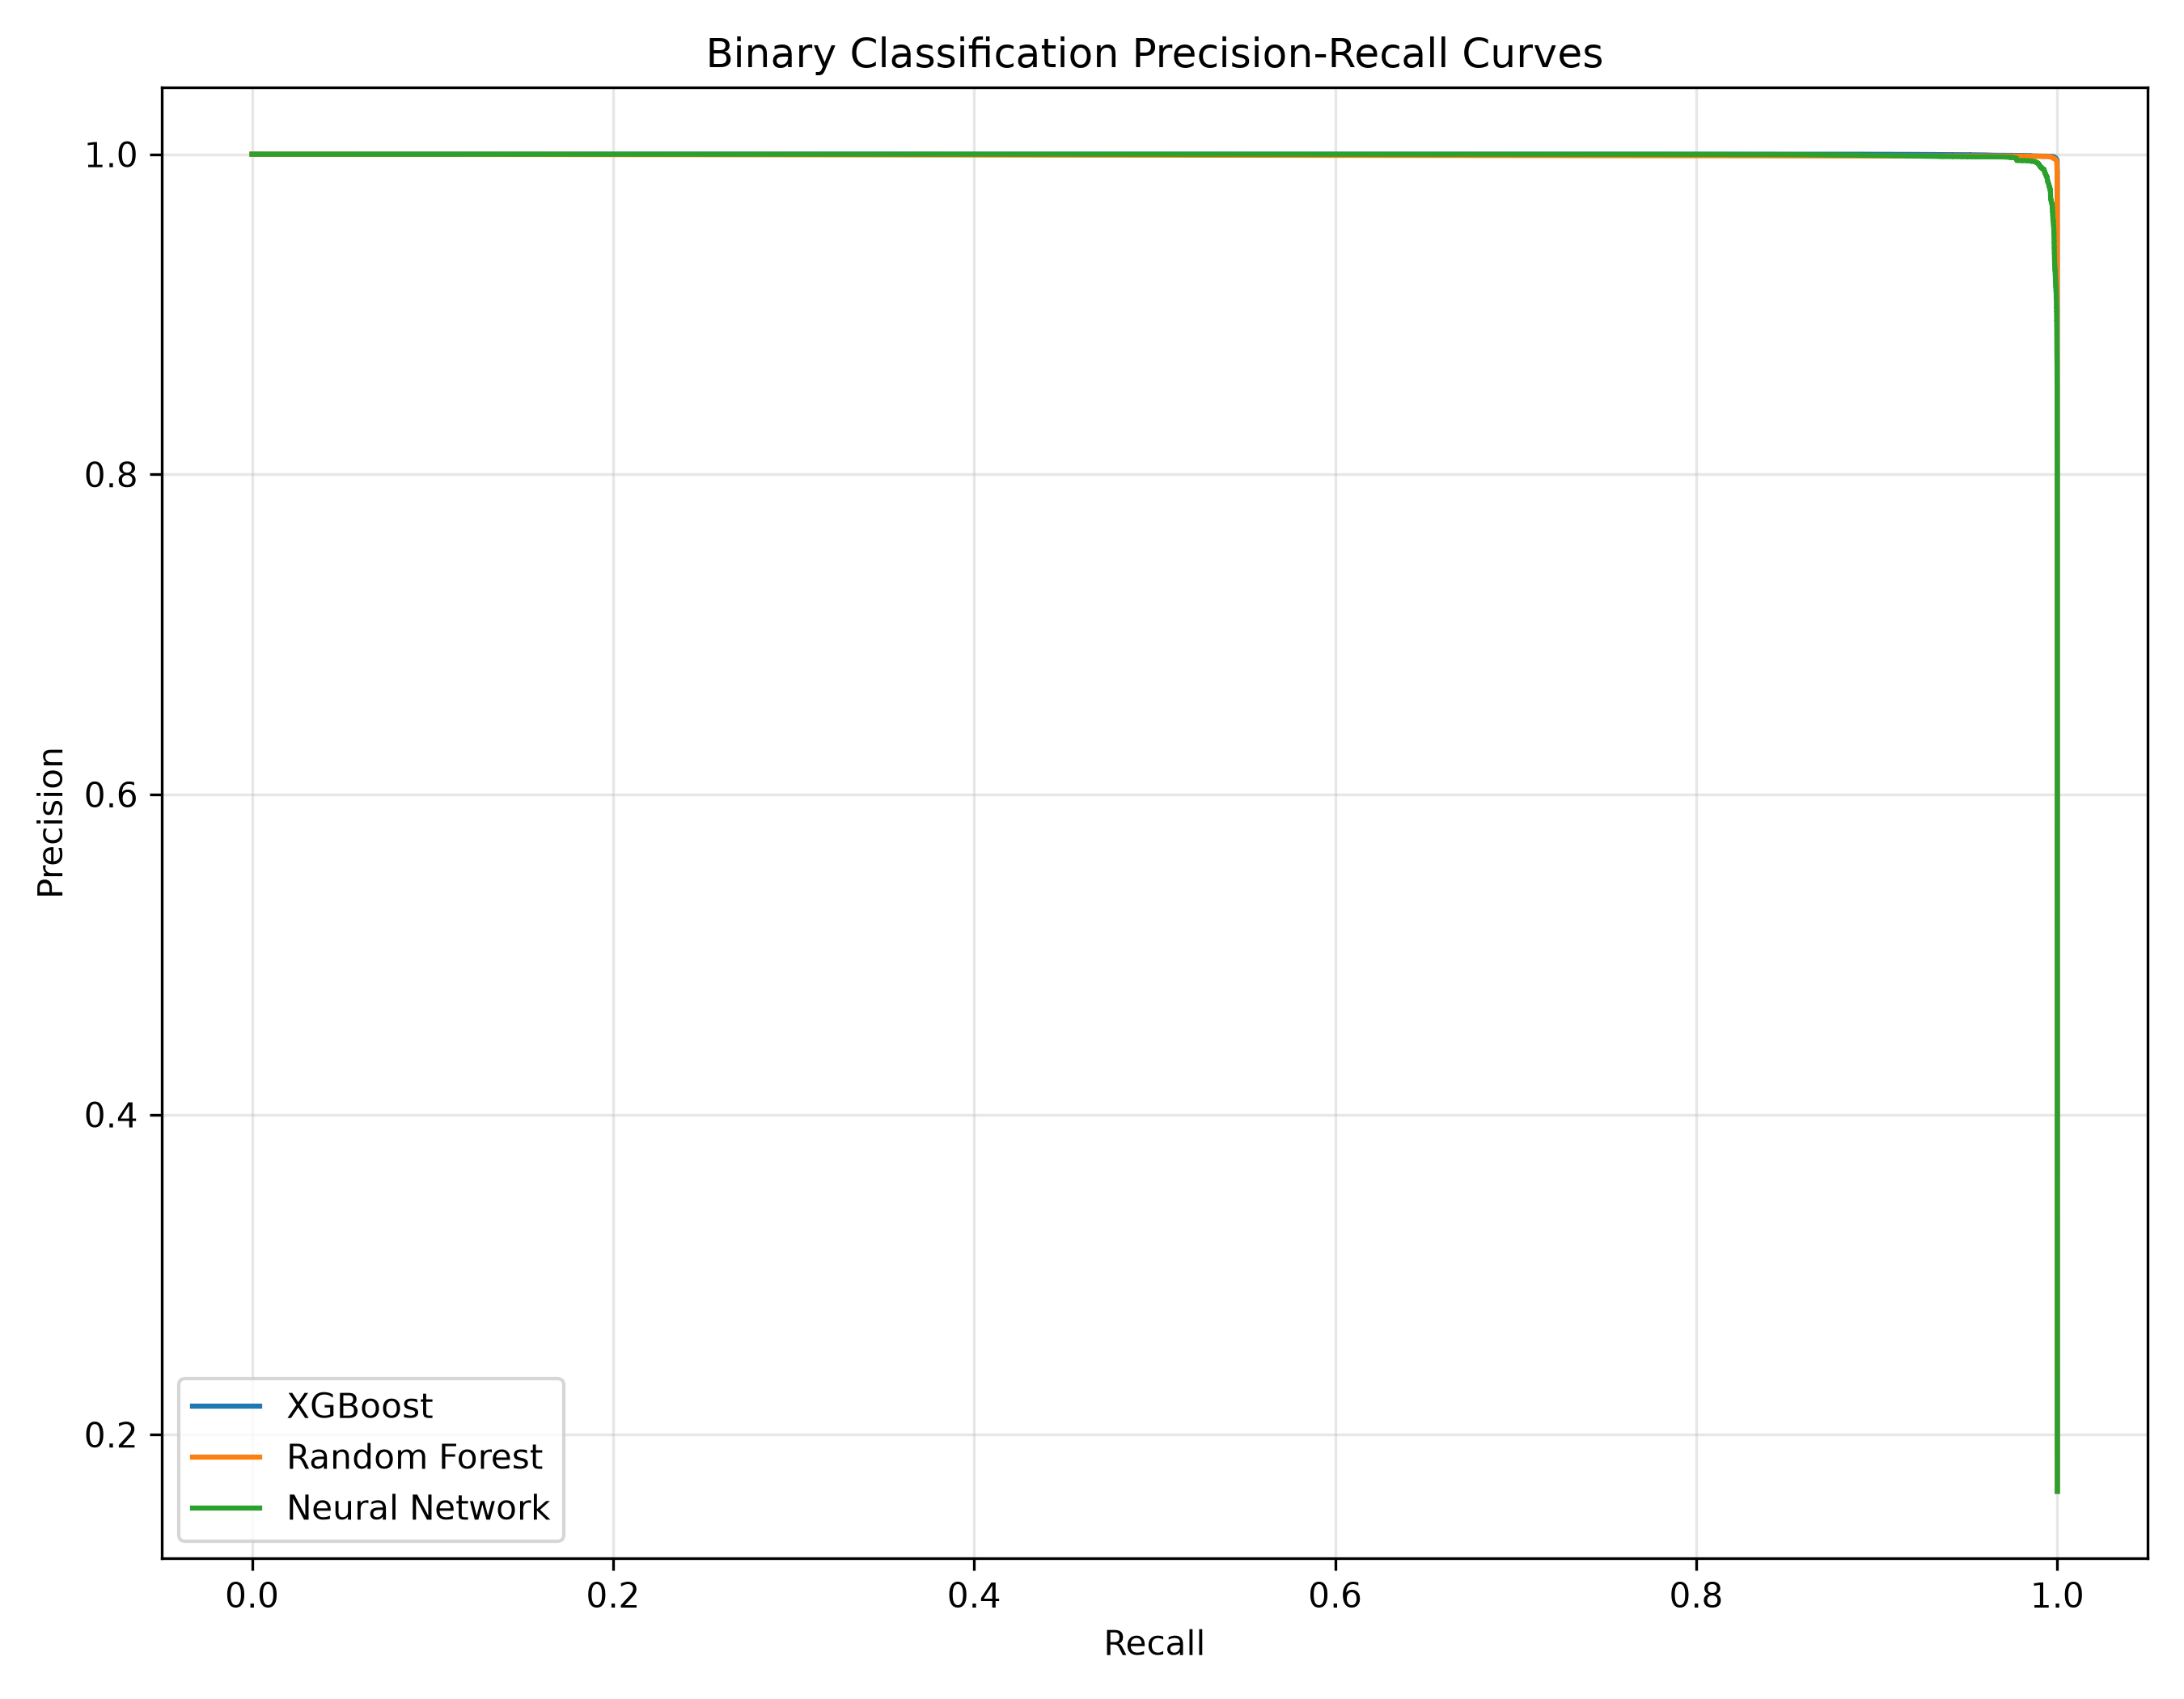 Binary Classification Precision-Recall Curves
1.0
0.8
0.6
0.4
0.2
Precision
XGBoost
Random Forest
Neural Network
0.0 0.2 0.4 0.6 0.8 1.0
Recall